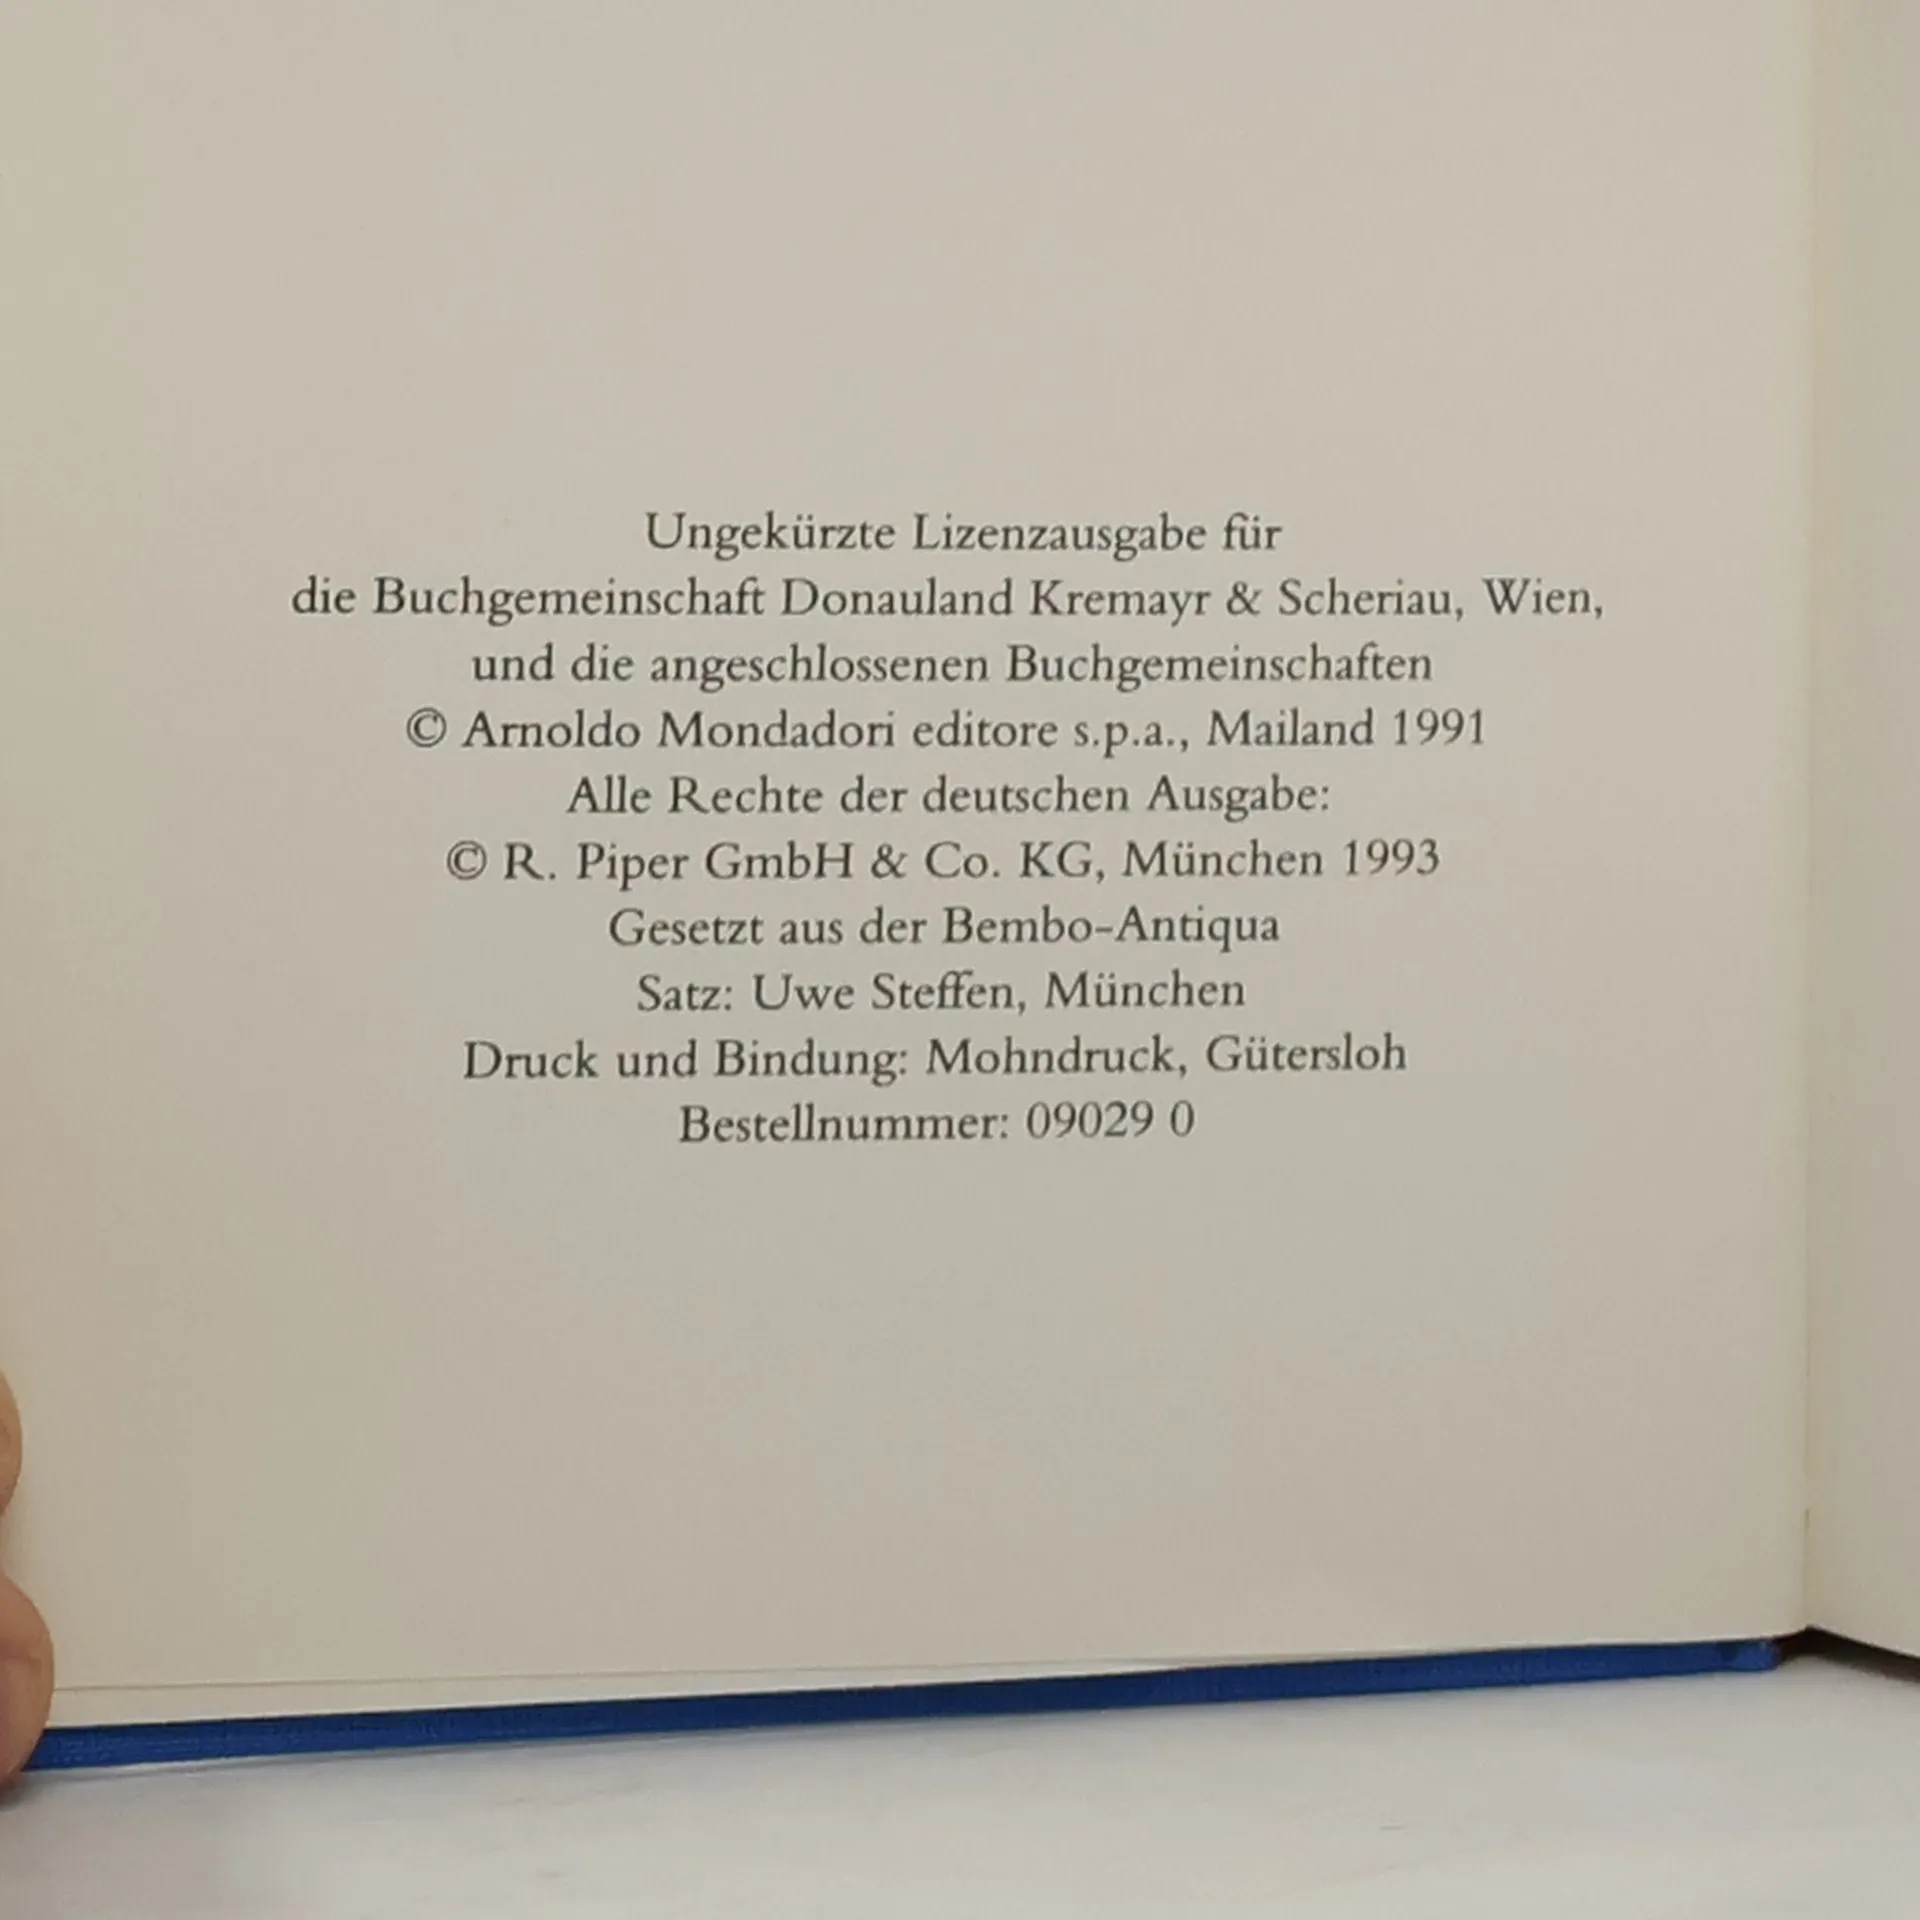 Ungekürzte Lizenzausgabe für
die Buchgemeinschaft Donauland Kremayr & Scheriau, Wien,
und die angeschlossenen Buchgemeinschaften
© Arnoldo Mondadori editore s.p.a., Mailand 1991
Alle Rechte der deutschen Ausgabe:
© R. Piper GmbH & Co. KG, München 1993
Gesetzt aus der Bembo-Antiqua
Satz: Uwe Steffen, München
Druck und Bindung: Mohndruck, Gütersloh
Bestellnummer: 09029 0